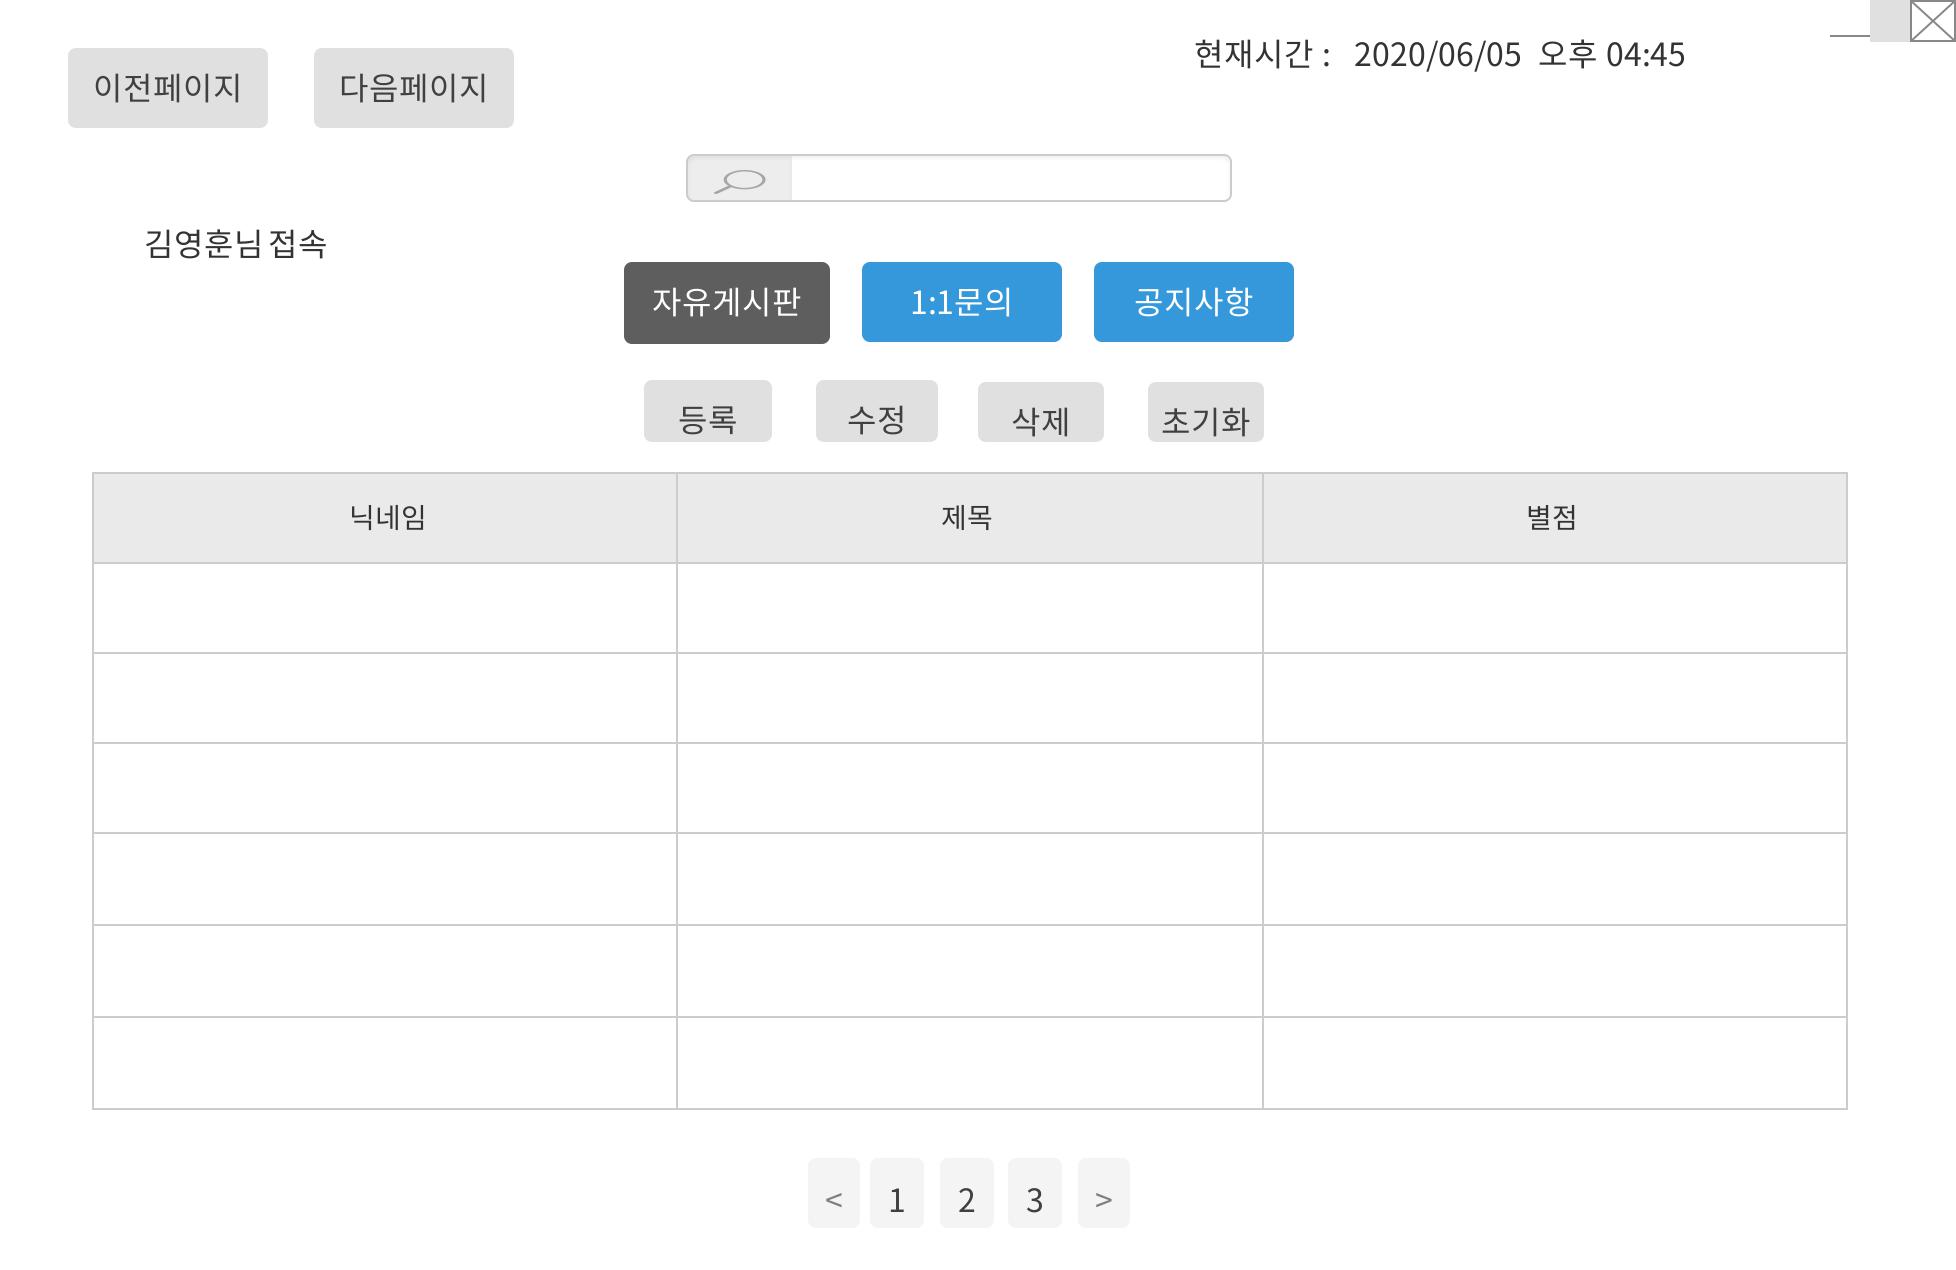 현재시간 :   2020/06/05  오후 04:45
이전페이지 다음페이지
김영훈님 접속
자유게시판 1:1문의 공지사항
등록 수정 삭제 초기화
닉네임 제목 별점
< 1 2 3 >